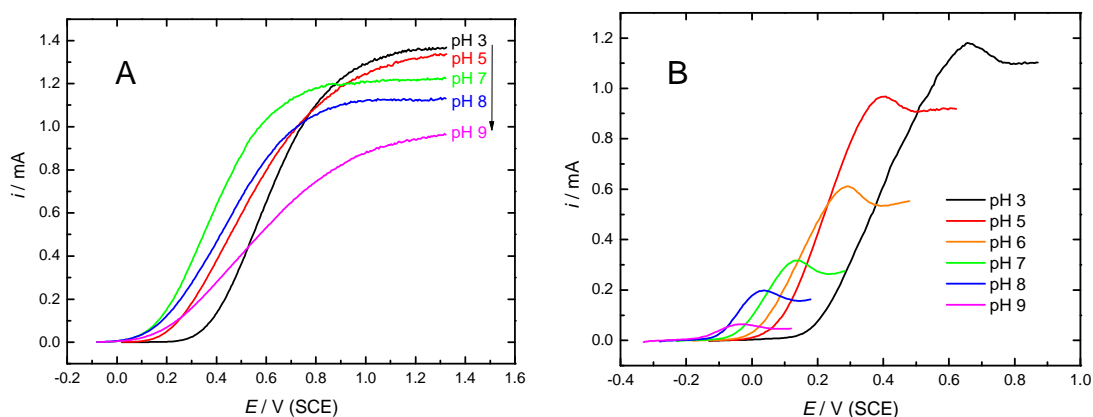 A
1.4
1.2
1.0
0.8
0.6
0.4
0.2
0.0
i / mA
-0.2 0.0 0.2 0.4 0.6 0.8 1.0 1.2 1.4 1.6
E / V (SCE)
pH 3
pH 5
pH 7
pH 8
pH 9
B
1.2
1.0
0.8
0.6
0.4
0.2
0.0
i / mA
-0.4 -0.2 0.0 0.2 0.4 0.6 0.8 1.0
E / V (SCE)
pH 3
pH 5
pH 6
pH 7
pH 8
pH 9